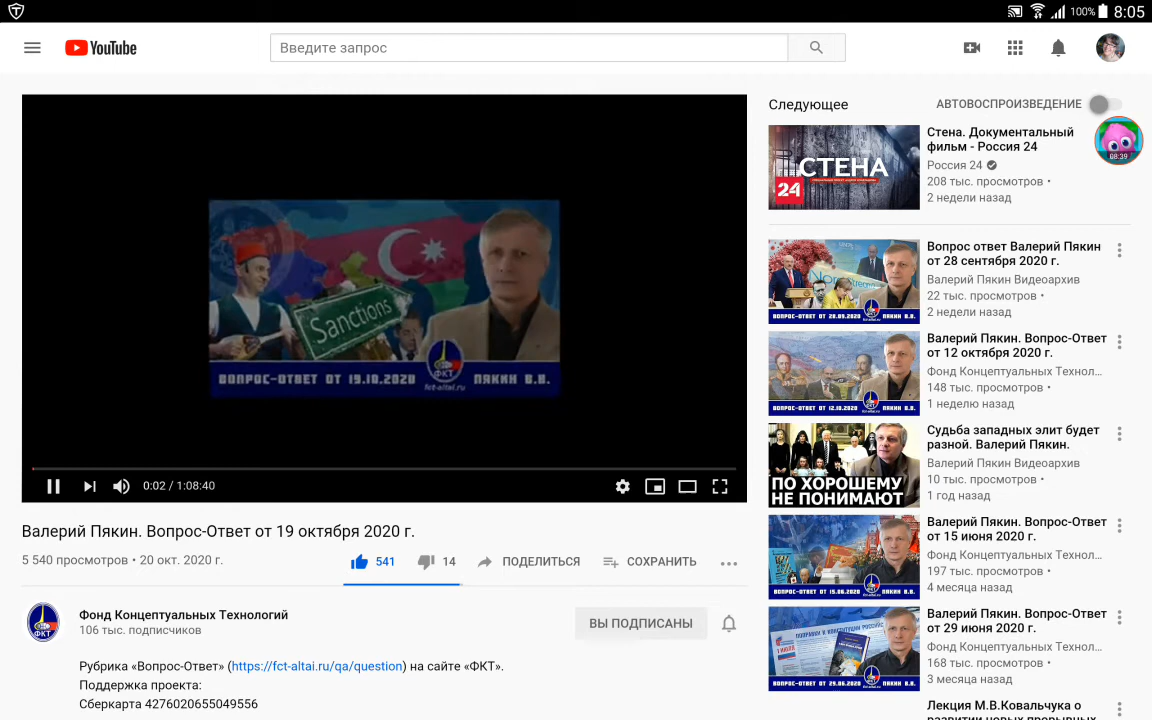 100% 8:05
YouTube
Введите запрос
Sanctions
ФКТ
fct-altai.ru
ВОПРОС-ОТВЕТ ОТ 19.10.2020 ПЯКИН В.В.
0:02 / 1:08:40
Валерий Пякин. Вопрос-Ответ от 19 октября 2020 г.
5 540 просмотров • 20 окт. 2020 г.
541 14 ПОДЕЛИТЬСЯ СОХРАНИТЬ
ФКТ
Фонд Концептуальных Технологий
106 тыс. подписчиков
ВЫ ПОДПИСАНЫ
Рубрика «Вопрос-Ответ» (https://fct-altai.ru/qa/question) на сайте «ФКТ».
Поддержка проекта:
Сберкарта 4276020655049556
Следующее АВТОВОСПРОИЗВЕДЕНИЕ
08:39
СТЕНА
24
Стена. Документальный
фильм - Россия 24
Россия 24
208 тыс. просмотров •
2 недели назад
ВОПРОС-ОТВЕТ ОТ 28.09.2020 ПЯКИН В.В.
Вопрос ответ Валерий Пякин
от 28 сентября 2020 г.
Валерий Пякин Видеоархив
22 тыс. просмотров •
2 недели назад
ВОПРОС-ОТВЕТ ОТ 12.10.2020 ПЯКИН В.В.
Валерий Пякин. Вопрос-Ответ
от 12 октября 2020 г.
Фонд Концептуальных Технол...
148 тыс. просмотров •
1 неделю назад
ПО ХОРОШЕМУ
НЕ ПОНИМАЮТ
Судьба западных элит будет
разной. Валерий Пякин.
Валерий Пякин Видеоархив
10 тыс. просмотров •
1 год назад
ВОПРОС-ОТВЕТ ОТ 15.06.2020 ПЯКИН В.В.
Валерий Пякин. Вопрос-Ответ
от 15 июня 2020 г.
Фонд Концептуальных Технол...
197 тыс. просмотров •
4 месяца назад
ВОПРОС-ОТВЕТ ОТ 29.06.2020 ПЯКИН В.В.
Валерий Пякин. Вопрос-Ответ
от 29 июня 2020 г.
Фонд Концептуальных Технол...
168 тыс. просмотров •
3 месяца назад
Лекция М.В.Ковальчука о
развитии новых прорывных